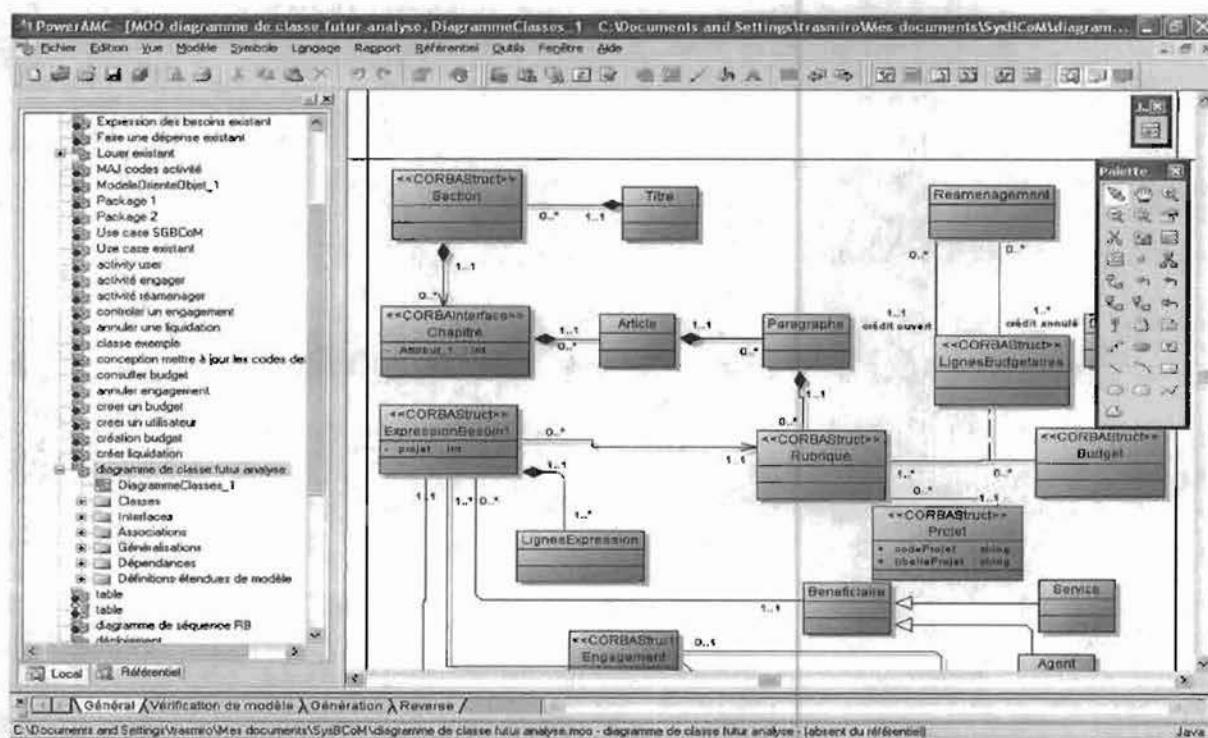 PowerAMC [MOO diagramme de classe futur analyse, DiagrammeClasses_1 C:\Documents and Settings\trasmiro\Mes documents\SysBCoM\diagram...
Fichier Edition Vue Modèle Symbole Langage Rapport Référentiel Outils Fenêtre Aide
Expression des besoins existant
Faire une dépense existant
Louer existant
MAJ codes activité
ModeleOrienteObjet_1
Package 1
Package 2
Use case SGBCoM
Use case existant
activity user
activité engager
activité réamenager
controler un engagement
annuler une liquidation
classe exemple
conception mettre à jour les codes de
consulter budget
annuler engagement
creer un budget
creer un utilisateur
création budget
créer liquidation
diagramme de classe futur analyse
DiagrammeClasses_1
Classes
Interfaces
Associations
Généralisations
Dépendances
Définitions étendues de modèle
table
table
diagramme de séquence RB
déploiement
Local
Référentiel
<<CORBAStruct>>
Section
0..*
1..1
Titre
1..1
0..*
<<CORBAInterface>>
Chapitre
- Attribut_1 : int
1..1
0..*
Article
1..1
0..*
Paragraphe
1..1
0..*
Reamenagement
0..*
0..*
1..1
crédit ouvert
1..*
crédit annulé
<<CORBAStruct>>
LignesBudgetaires
Palette
<<CORBAStruct>>
ExpressionBesoin1
- projet : int
0..*
1..1
<<CORBAStruct>>
Rubrique
1..*
0..*
<<CORBAStruct>>
Budget
1..1
1..*
LignesExpression
1..1
<<CORBAStruct>>
Projet
+ codeProjet : string
+ libelleProjet : string
1..1
1..*
0..*
1..1
Beneficiaire
Service
Agent
<<CORBAStruct>>
Engagement
0..1
Général
Vérification de modèle
Génération
Reverse
C:\Documents and Settings\trasmiro\Mes documents\SysBCoM\diagramme de classe futur analyse.moo - diagramme de classe futur analyse - [absent du référentiel]
Java